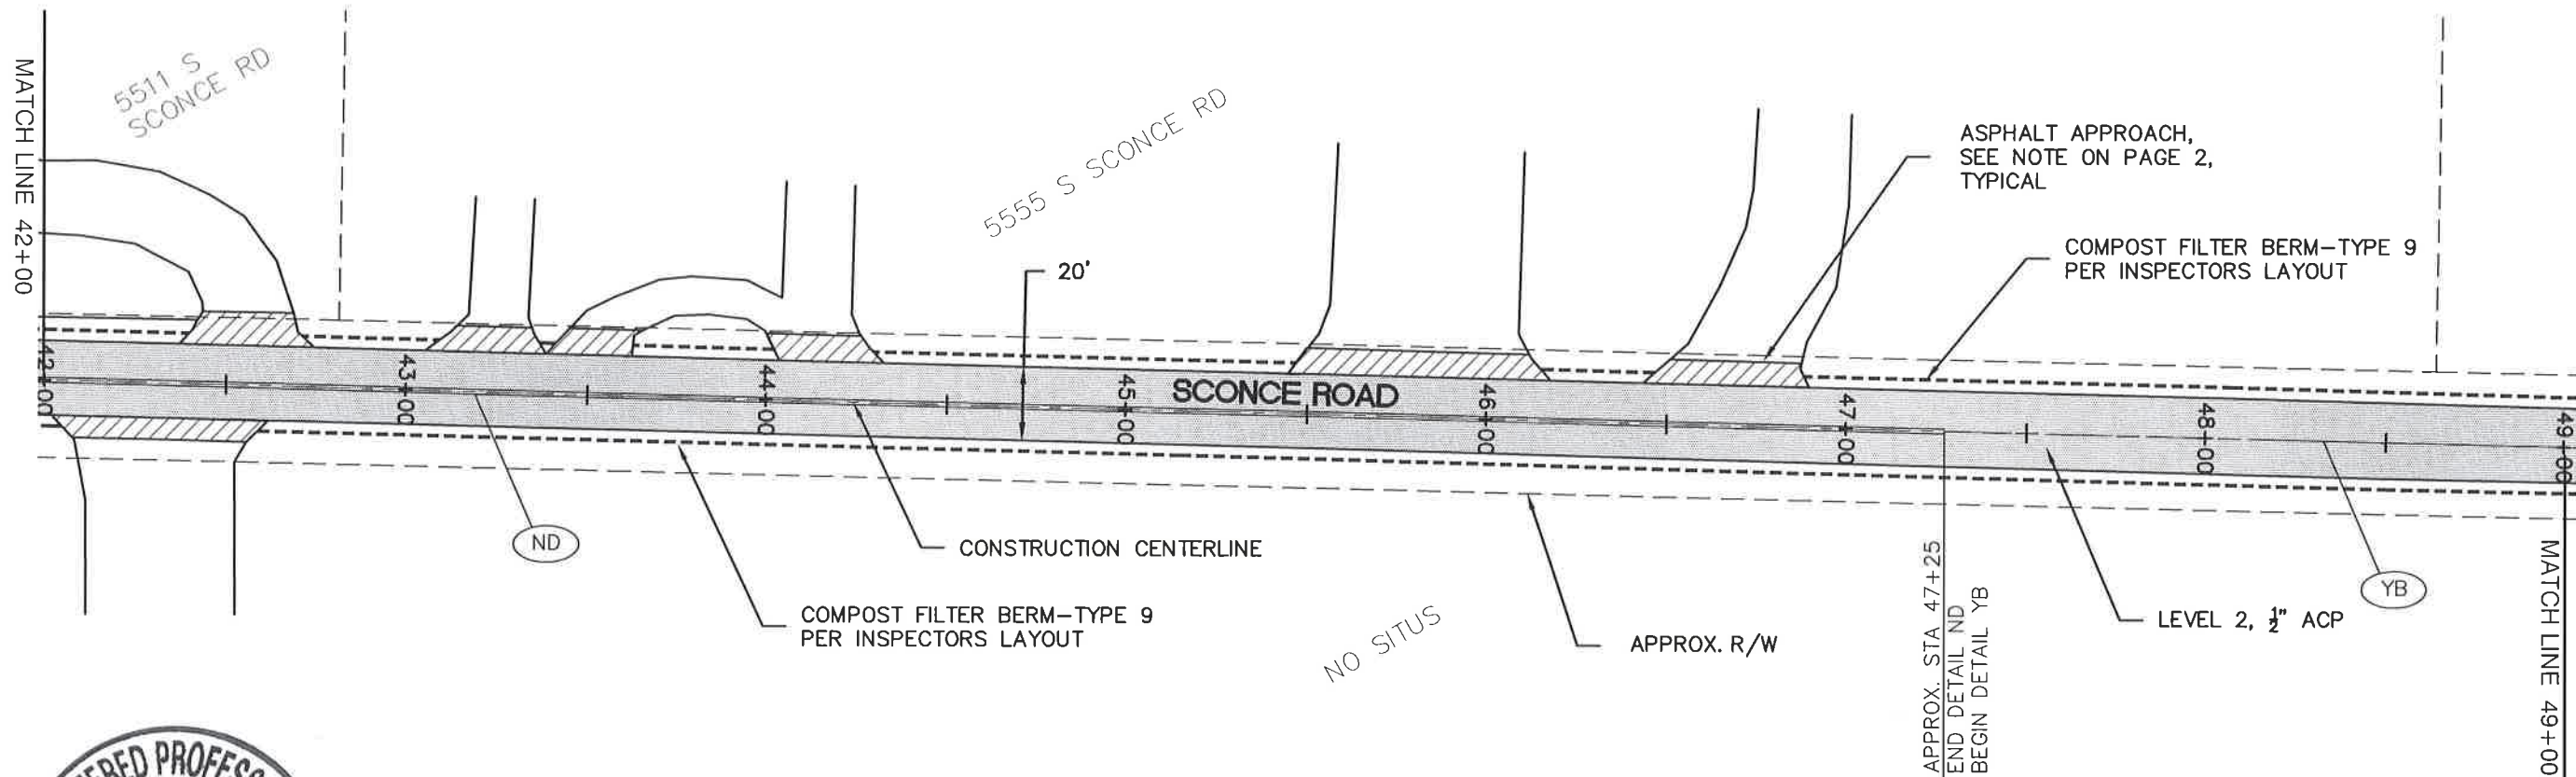 MATCH LINE 42+00
5511 S
SCONCE RD
5555 S SCONCE RD
20'
ASPHALT APPROACH,
SEE NOTE ON PAGE 2,
TYPICAL
COMPOST FILTER BERM-TYPE 9
PER INSPECTORS LAYOUT
42+00
43+00
44+00
45+00
SCONCE ROAD
46+00
47+00
48+00
49+00
ND
CONSTRUCTION CENTERLINE
COMPOST FILTER BERM-TYPE 9
PER INSPECTORS LAYOUT
NO SITUS
APPROX. R/W
APPROX. STA 47+25
END DETAIL ND
BEGIN DETAIL YB
LEVEL 2, ½" ACP
YB
MATCH LINE 49+00